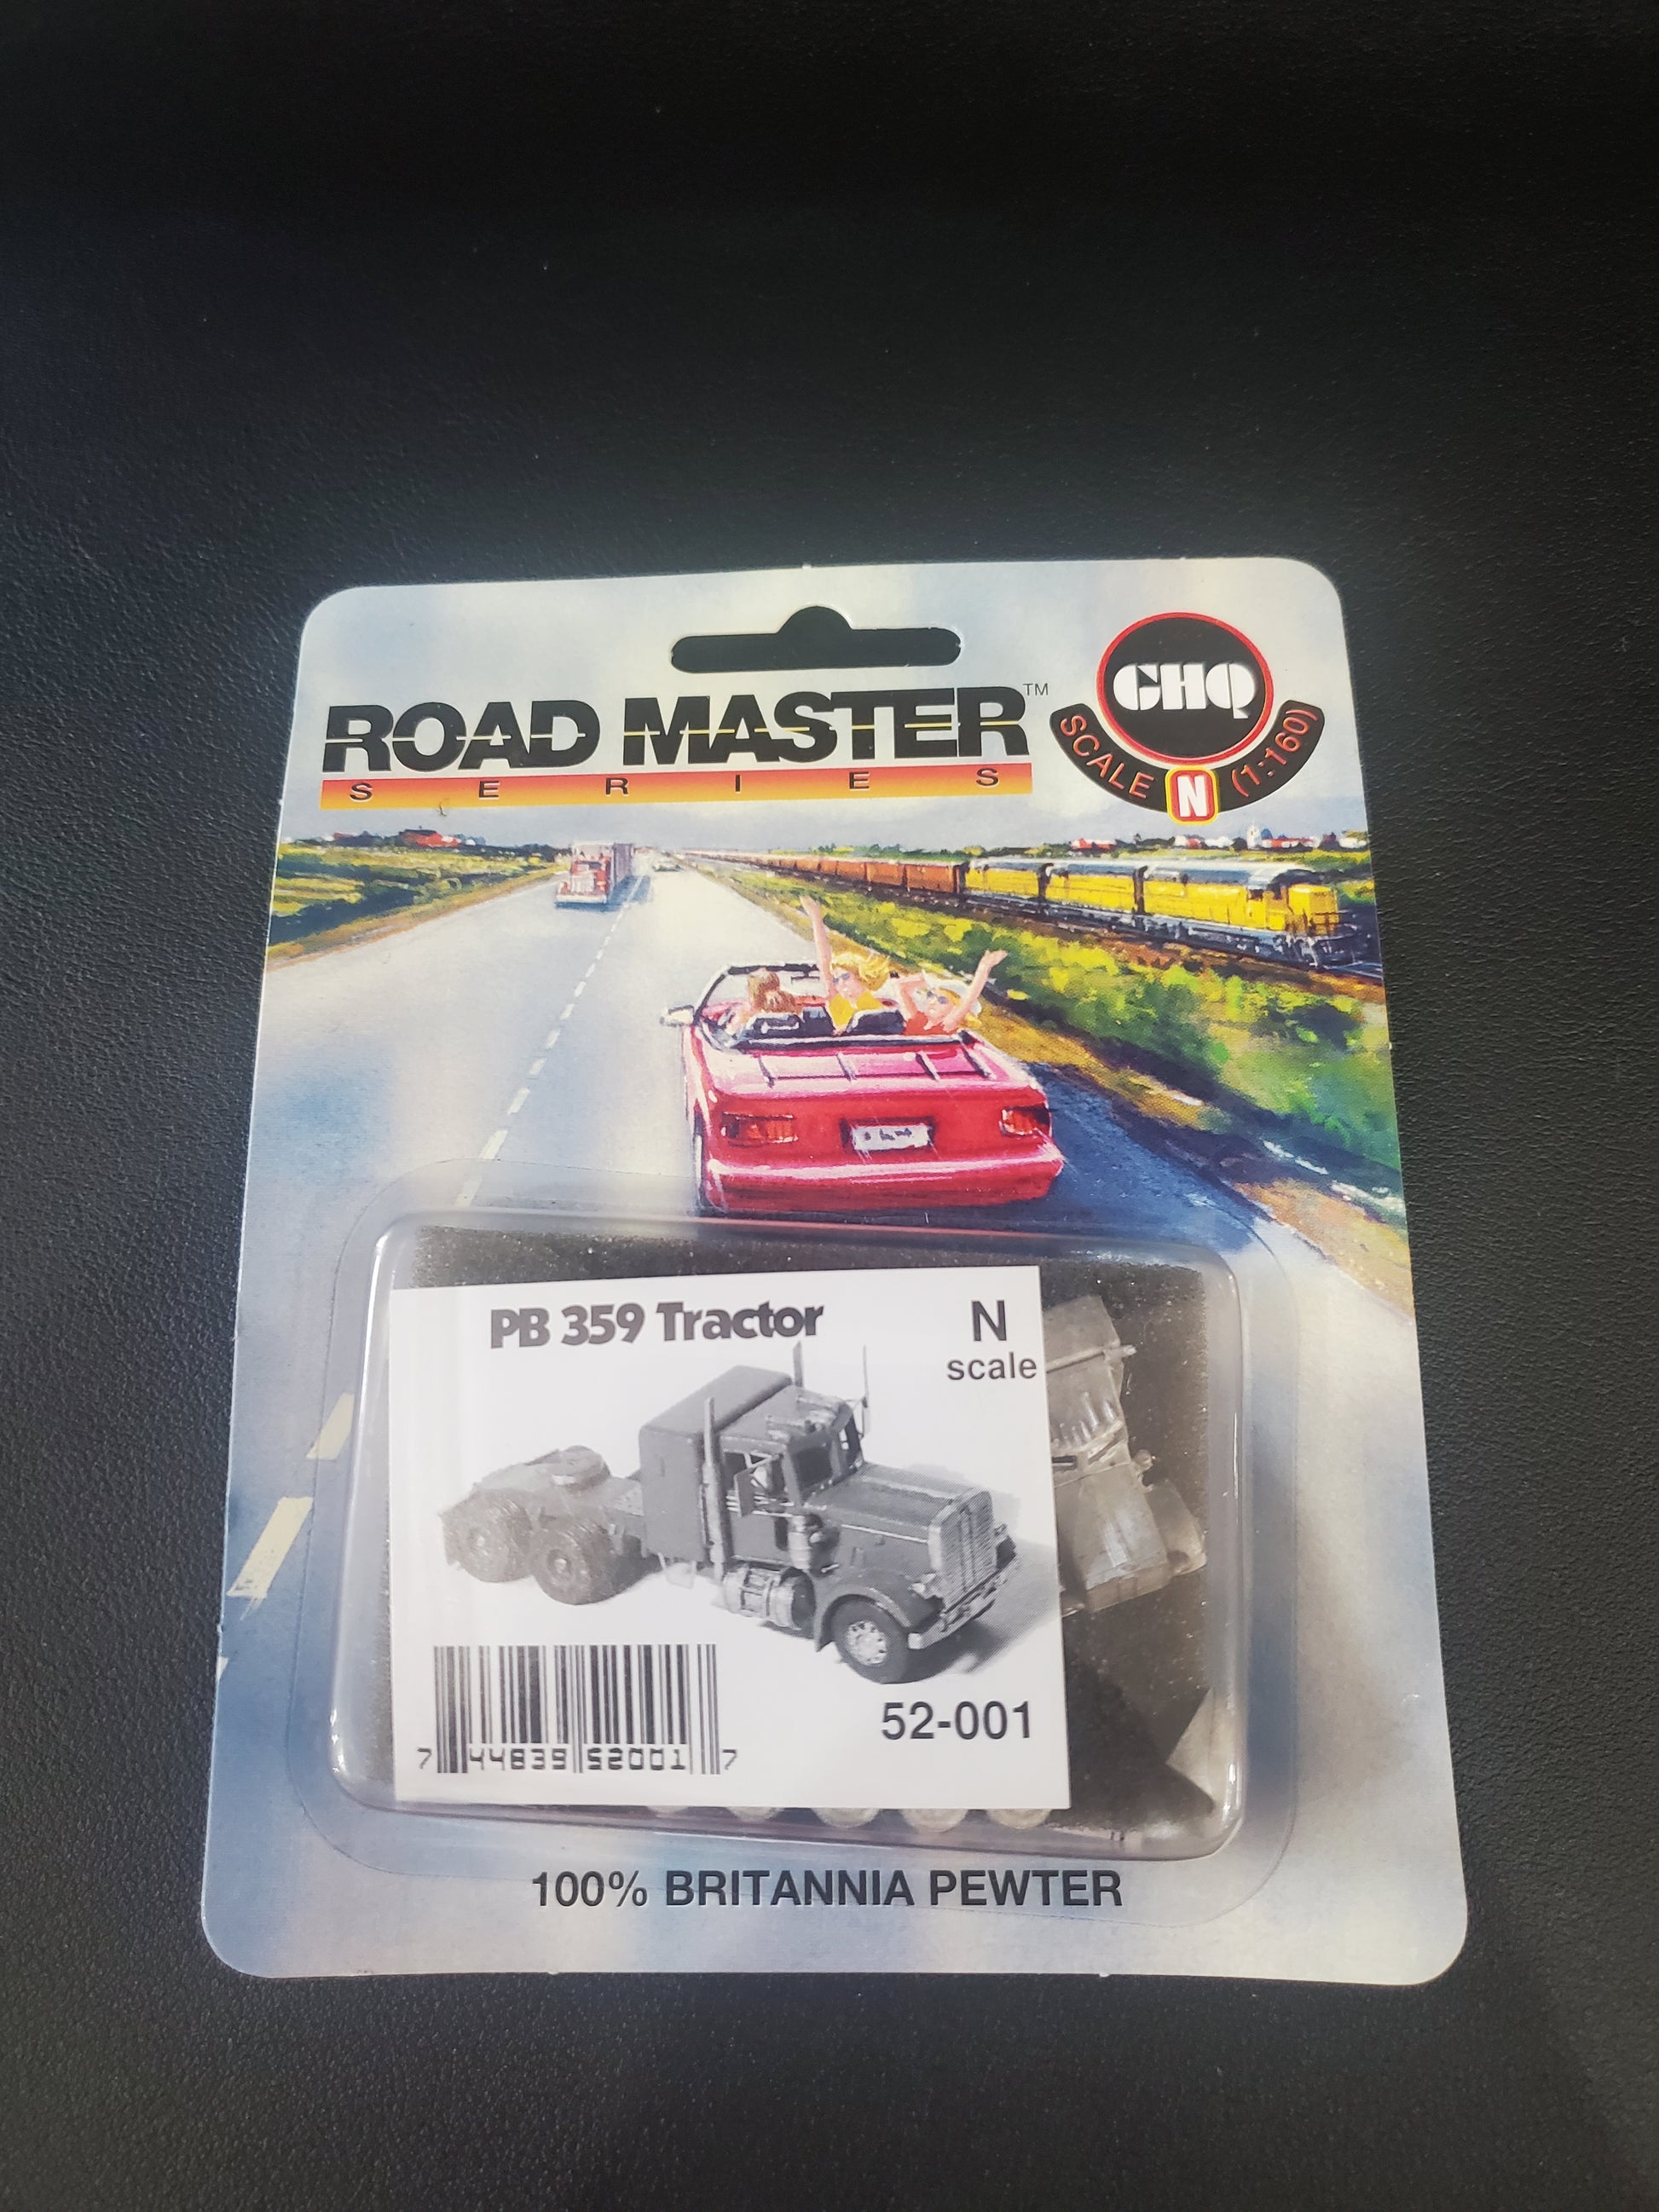 ROAD MASTER™
SERIES
GHQ
SCALE N (1:160)
PB 359 Tractor
N
scale
52-001
7 44839 52001 7
100% BRITANNIA PEWTER